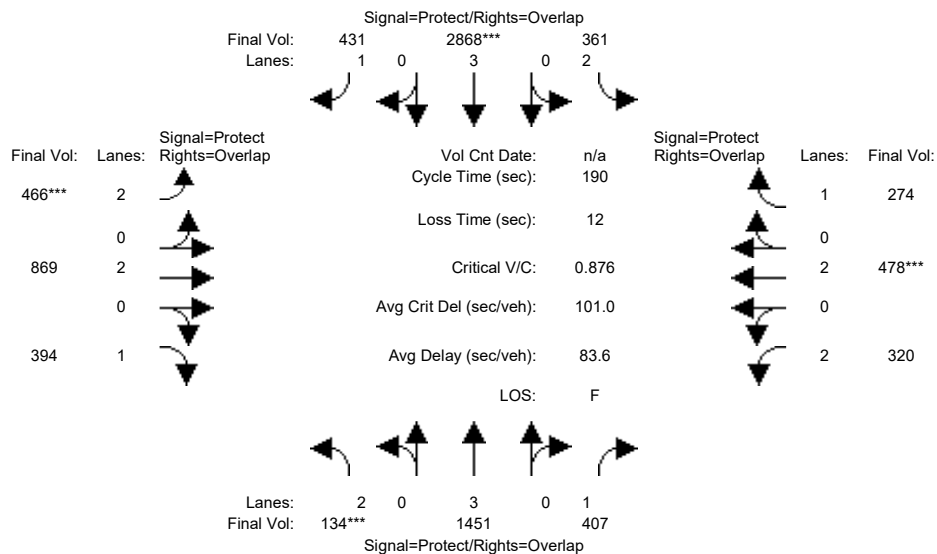 Signal=Protect/Rights=Overlap
Final Vol: 431 2868*** 361
Lanes: 1 0 3 0 2
Signal=Protect Signal=Protect
Final Vol: Lanes: Rights=Overlap Vol Cnt Date: n/a Rights=Overlap Lanes: Final Vol:
Cycle Time (sec): 190
466*** 2 1 274
Loss Time (sec): 12
0 0
869 2 Critical V/C: 0.876 2 478***
0 Avg Crit Del (sec/veh): 101.0 0
394 1 Avg Delay (sec/veh): 83.6 2 320
LOS: F
Lanes: 2 0 3 0 1
Final Vol: 134*** 1451 407
Signal=Protect/Rights=Overlap